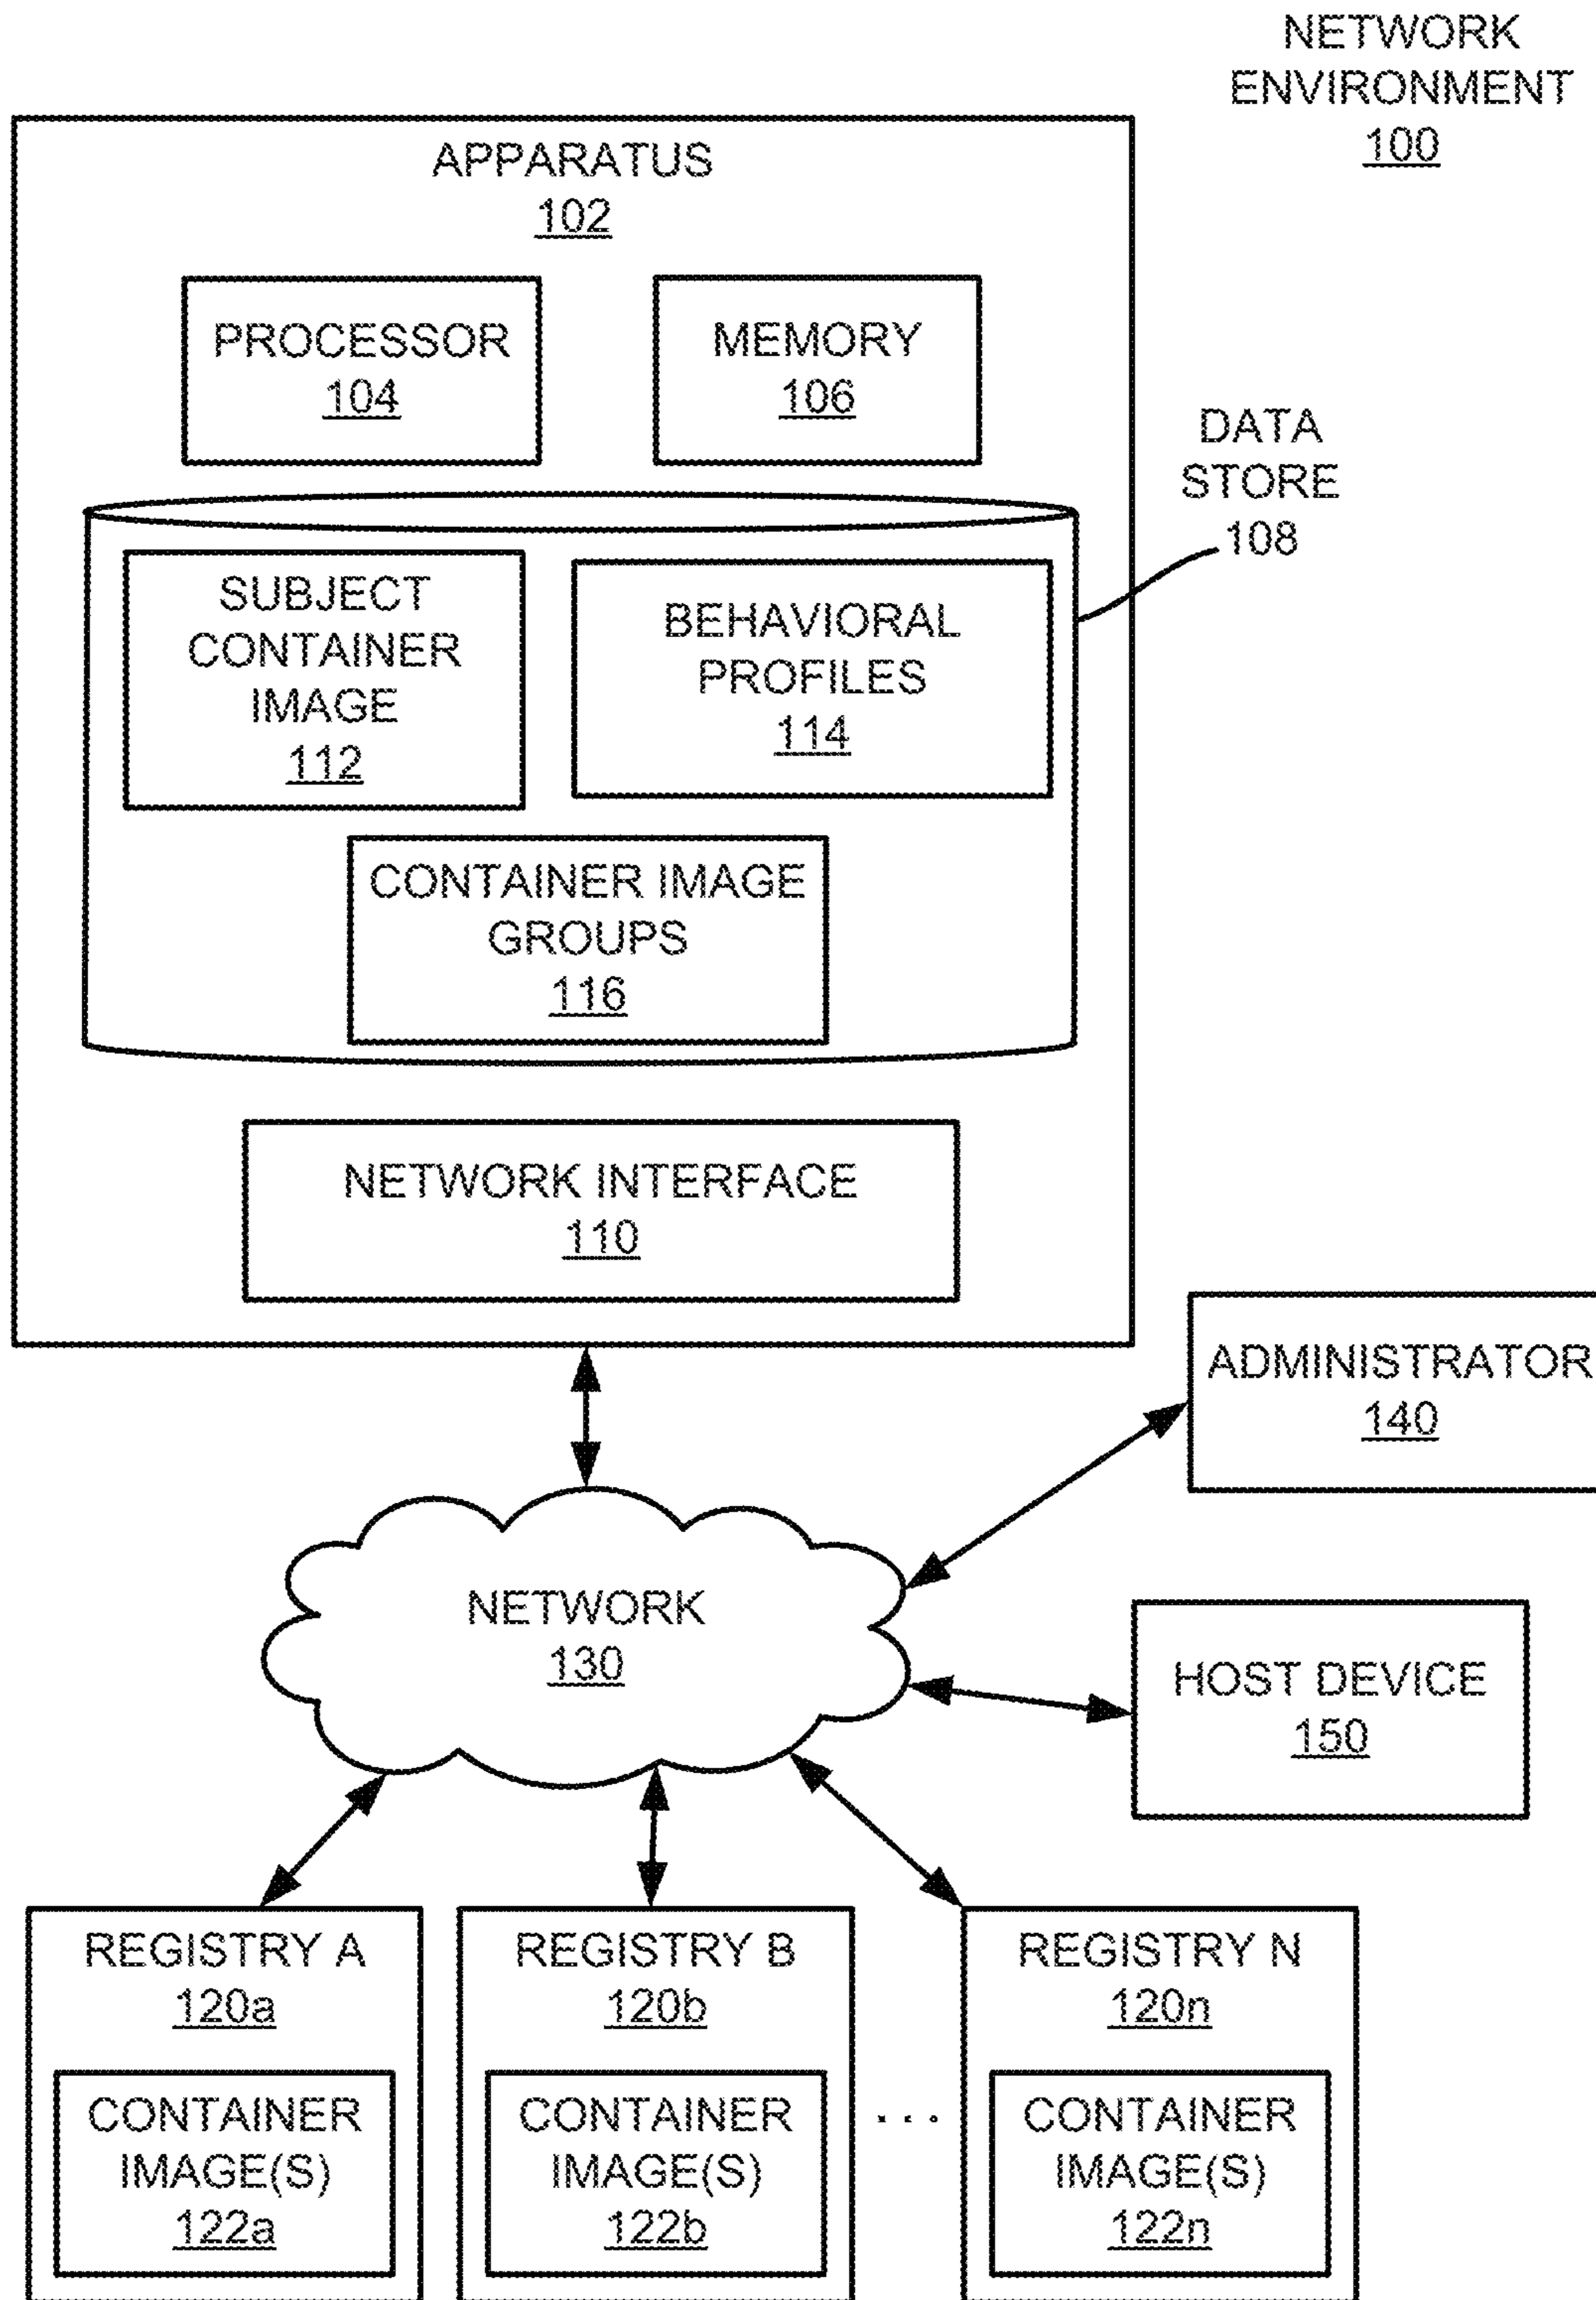 NETWORK
ENVIRONMENT
100
APPARATUS
102
PROCESSOR
104
MEMORY
106
DATA
STORE
108
SUBJECT
CONTAINER
IMAGE
112
BEHAVIORAL
PROFILES
114
CONTAINER IMAGE
GROUPS
116
NETWORK INTERFACE
110
ADMINISTRATOR
140
NETWORK
130
HOST DEVICE
150
REGISTRY A
120a
CONTAINER
IMAGE(S)
122a
REGISTRY B
120b
CONTAINER
IMAGE(S)
122b
. . .
REGISTRY N
120n
CONTAINER
IMAGE(S)
122n